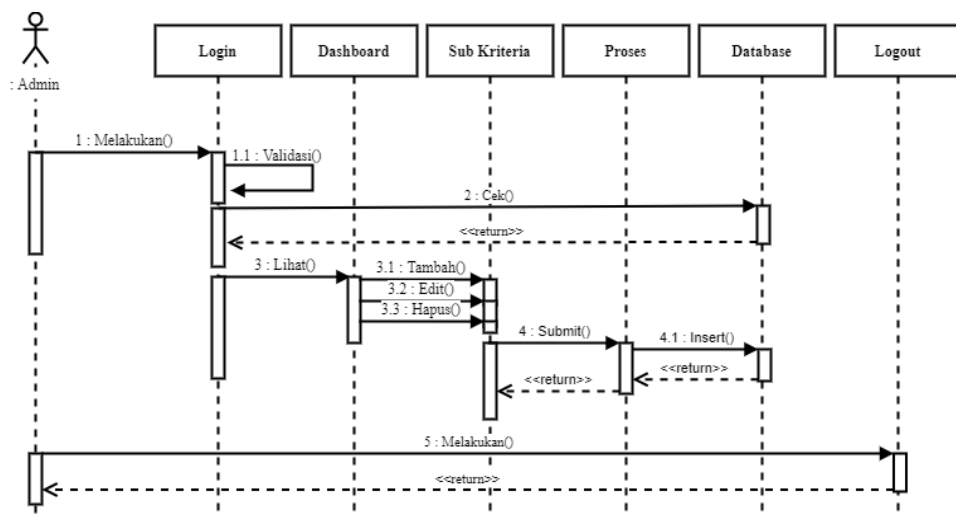 Login
Dashboard
Sub Kriteria
Proses
Database
Logout
: Admin
1 : Melakukan()
1.1 : Validasi()
2 : Cek()
<<return>>
3 : Lihat()
3.1 : Tambah()
3.2 : Edit()
3.3 : Hapus()
4 : Submit()
4.1 : Insert()
<<return>>
<<return>>
5 : Melakukan()
<<return>>